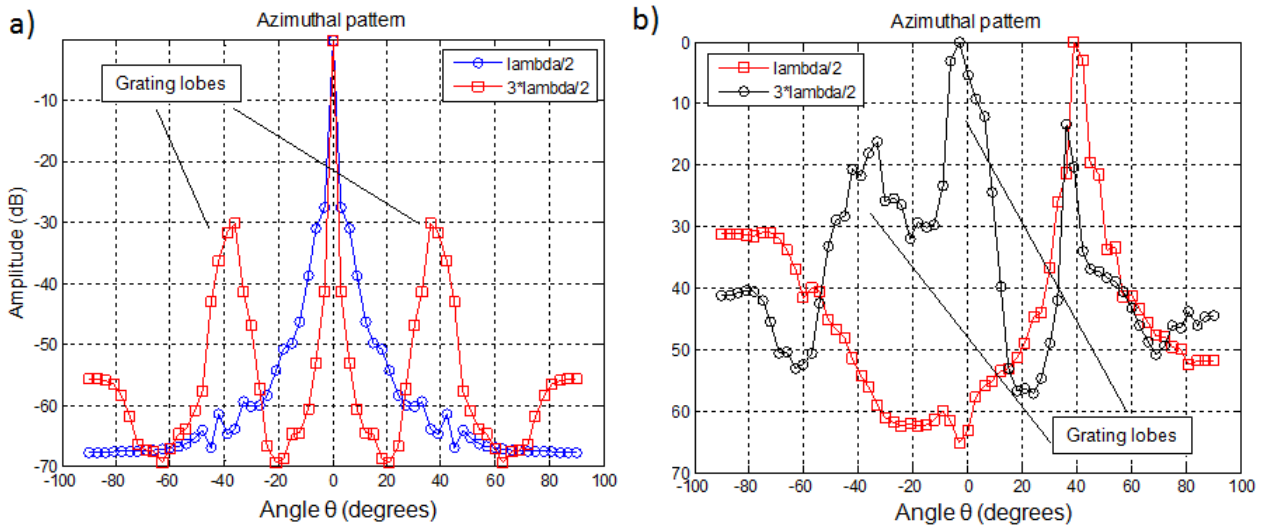 a)
Azimuthal pattern
lambda/2
3*lambda/2
Grating lobes
-10
-20
-30
-40
-50
-60
-70
-100 -80 -60 -40 -20 0 20 40 60 80 100
Amplitude (dB)
Angle θ (degrees)
b)
Azimuthal pattern
lambda/2
3*lambda/2
Grating lobes
0
10
20
30
40
50
60
70
-100 -80 -60 -40 -20 0 20 40 60 80 100
Angle θ (degrees)